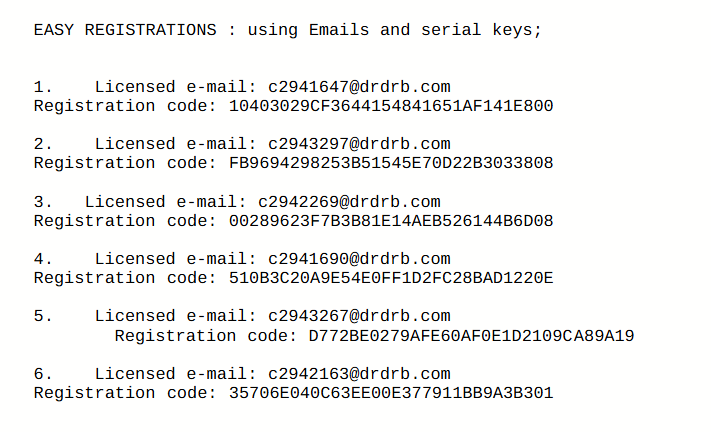 EASY REGISTRATIONS : using Emails and serial keys;
1. Licensed e-mail: c2941647@drdrb.com
Registration code: 10403029CF3644154841651AF141E800
2. Licensed e-mail: c2943297@drdrb.com
Registration code: FB9694298253B51545E70D22B3033808
3. Licensed e-mail: c2942269@drdrb.com
Registration code: 00289623F7B3B81E14AEB526144B6D08
4. Licensed e-mail: c2941690@drdrb.com
Registration code: 510B3C20A9E54E0FF1D2FC28BAD1220E
5. Licensed e-mail: c2943267@drdrb.com
Registration code: D772BE0279AFE60AF0E1D2109CA89A19
6. Licensed e-mail: c2942163@drdrb.com
Registration code: 35706E040C63EE00E377911BB9A3B301